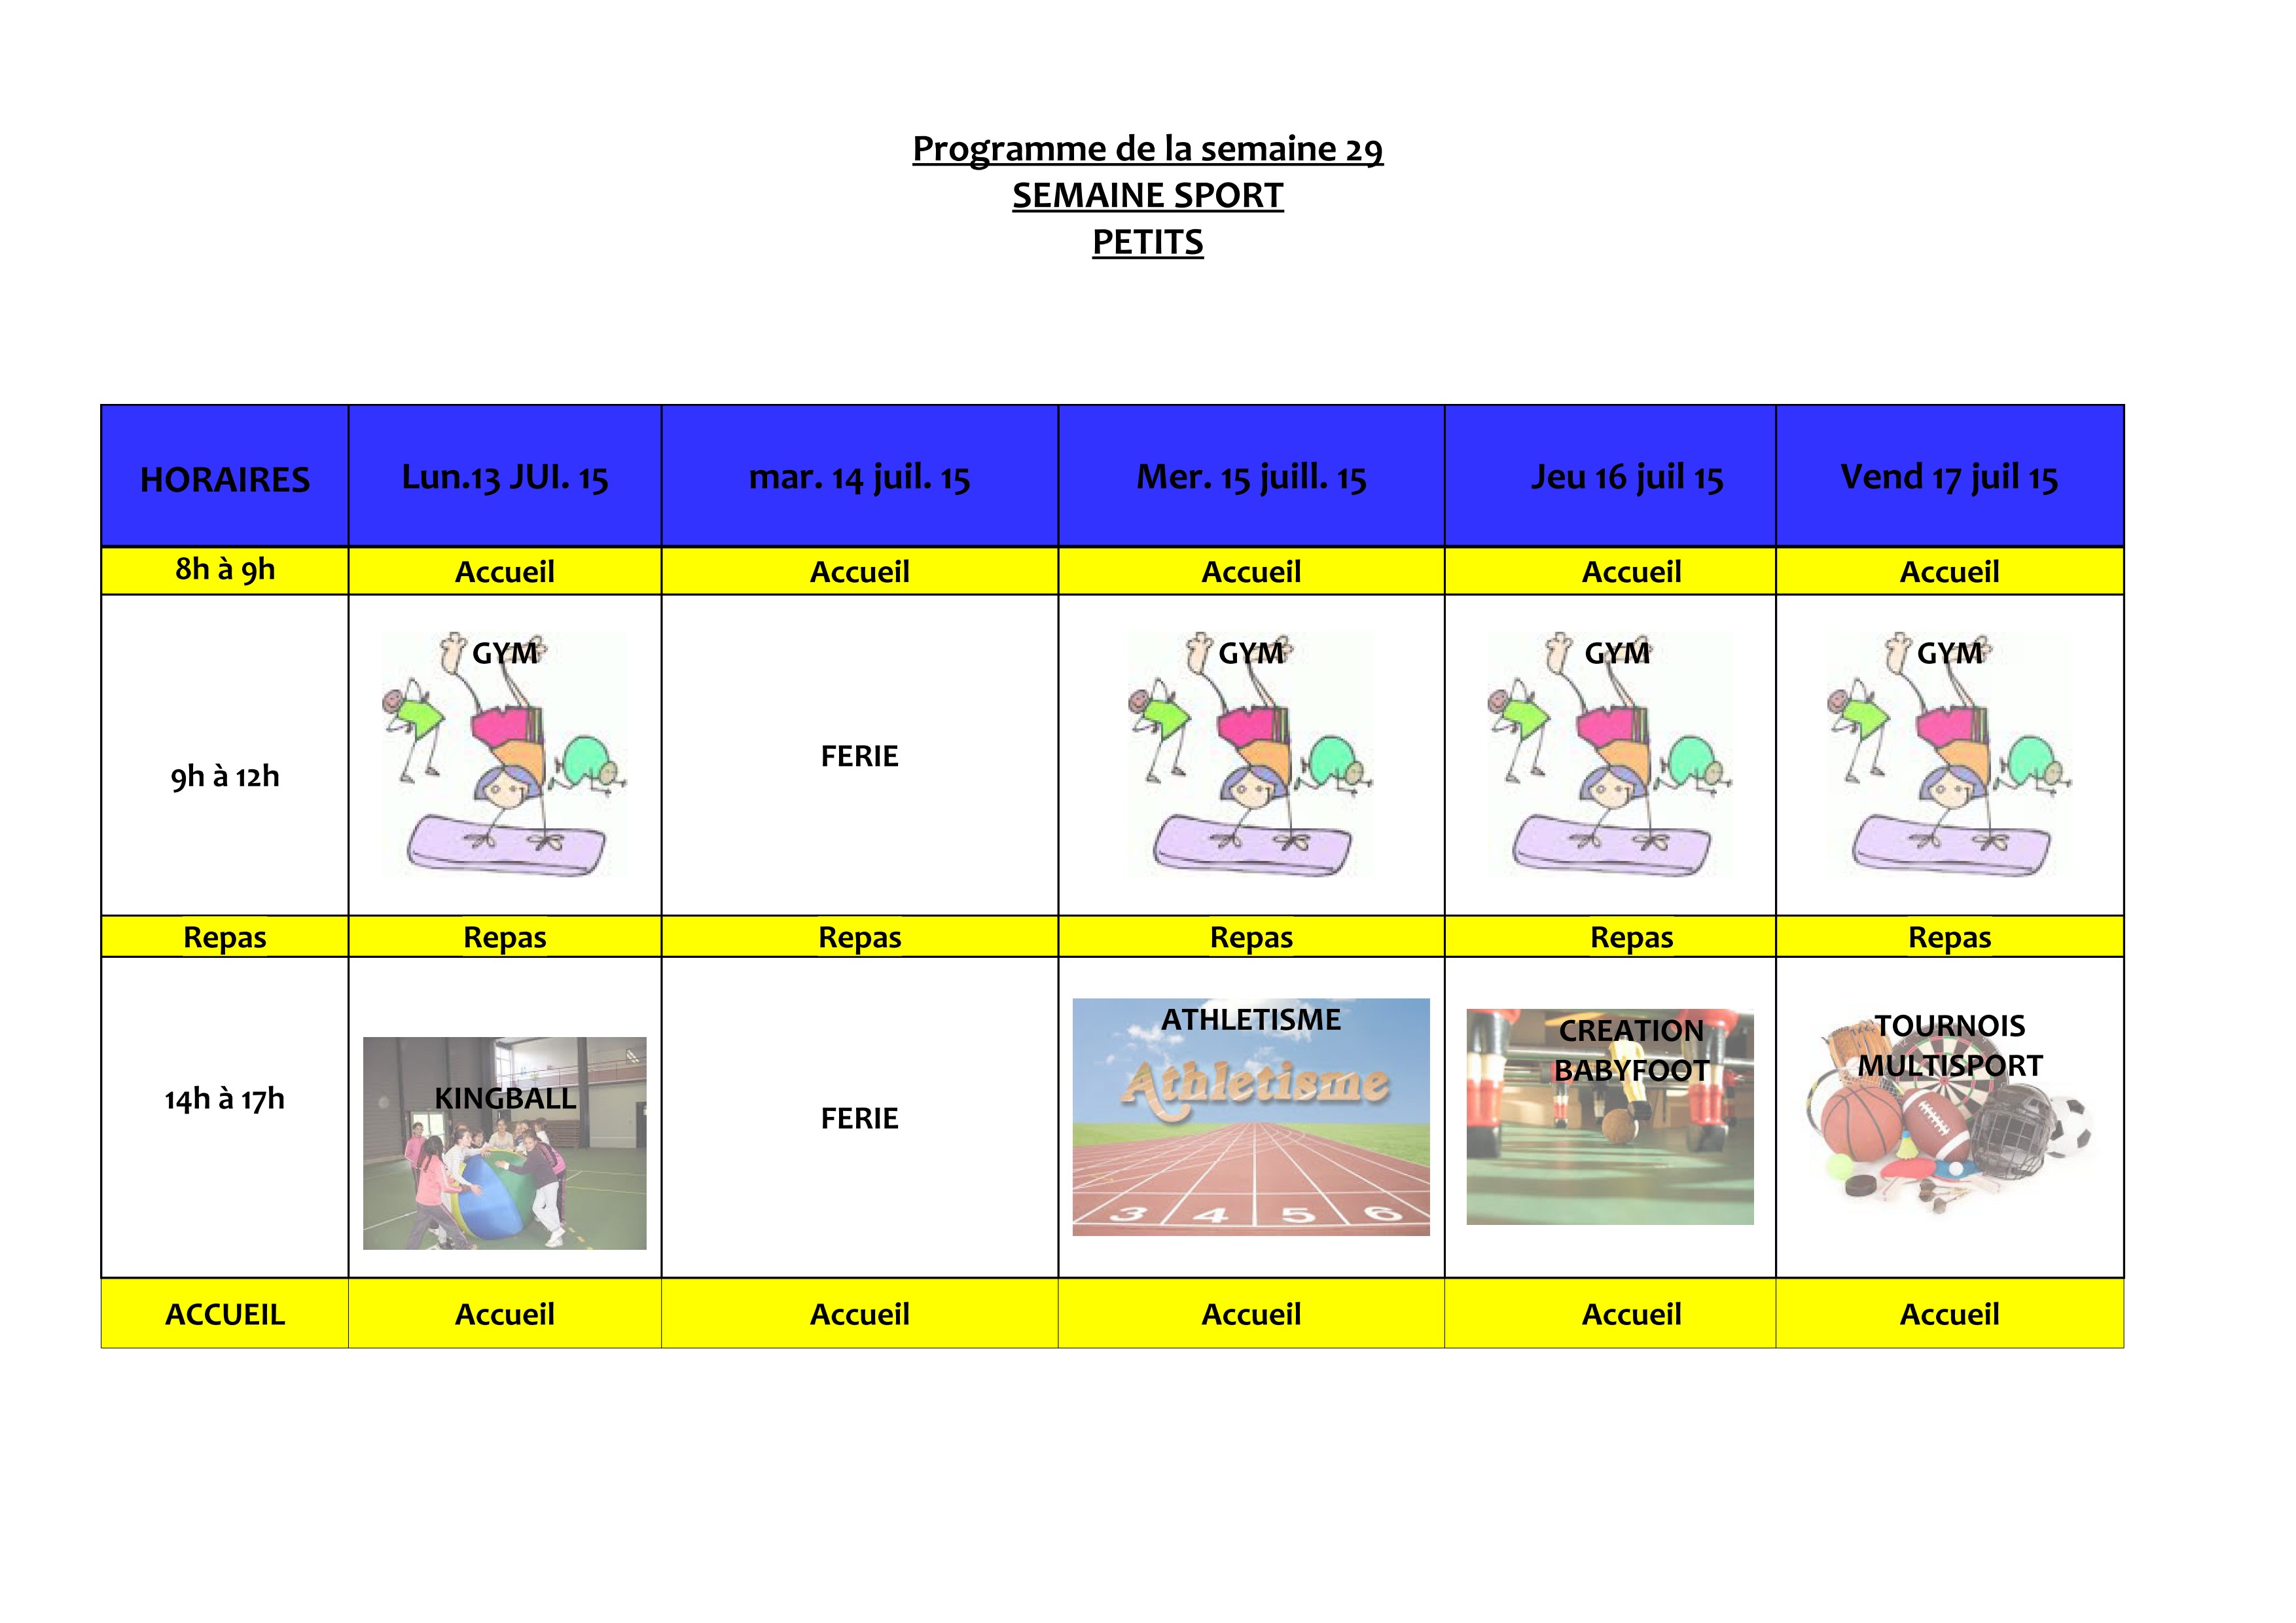 Programme de la semaine 29
SEMAINE SPORT
PETITS
HORAIRES Lun.13 JUI. 15 mar. 14 juil. 15 Mer. 15 juill. 15 Jeu 16 juil 15 Vend 17 juil 15
8h à 9h Accueil Accueil Accueil Accueil Accueil
9h à 12h GYM FERIE GYM GYM GYM
Repas Repas Repas Repas Repas Repas
14h à 17h
KINGBALL
FERIE
ATHLETISME
Athletisme
3 4 5 6
CREATION
BABYFOOT
TOURNOIS
MULTISPORT
ACCUEIL Accueil Accueil Accueil Accueil Accueil